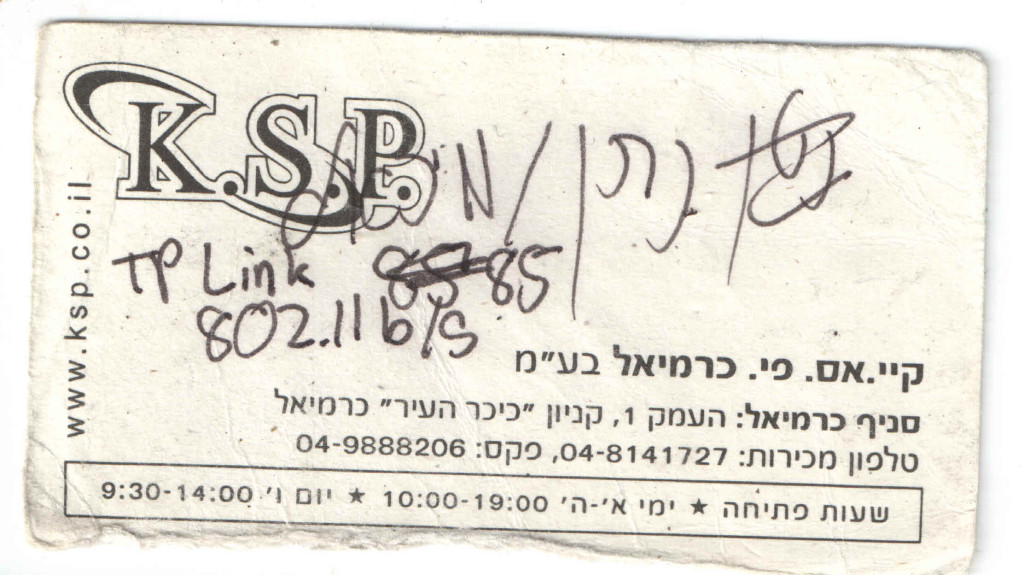 K.S.P.
www.ksp.co.il
נתן / מישל
TP Link 85
802.11 b/s
קיי.אס. פי. כרמיאל בע"מ
סניף כרמיאל: העמק 1, קניון "כיכר העיר" כרמיאל
טלפון מכירות: 04-8141727, פקס: 04-9888206
שעות פתיחה ★ ימי א'-ה' 10:00-19:00 ★ יום ו' 9:30-14:00